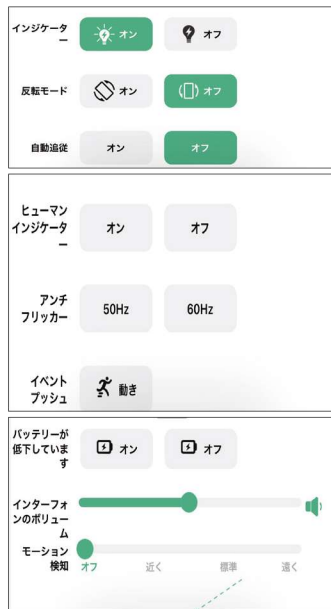 インジケータ
ー
オン
オフ
反転モード
オン
オフ
自動追従
オン
オフ
ヒューマン
インジケータ
ー
オン
オフ
アンチ
フリッカー
50Hz
60Hz
イベント
プッシュ
動き
バッテリーが
低下していま
す
オン
オフ
インターフォ
ンのボリュー
ム
モーション
検知
オフ
近く
標準
遠く